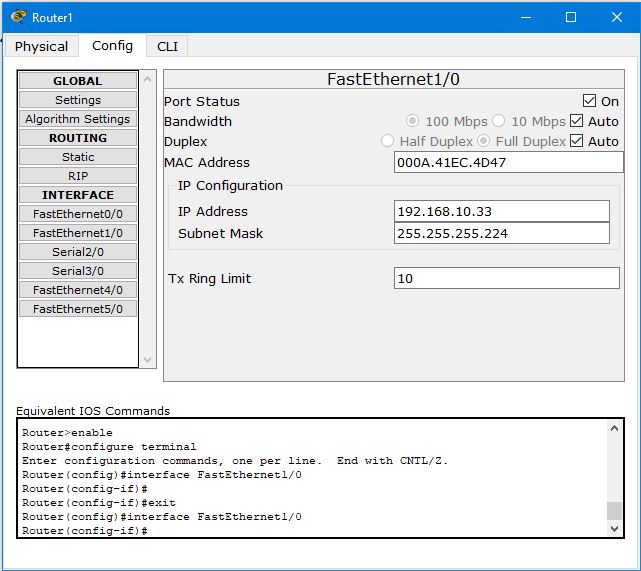 Router1
Physical Config CLI
GLOBAL
Settings
Algorithm Settings
ROUTING
Static
RIP
INTERFACE
FastEthernet0/0
FastEthernet1/0
Serial2/0
Serial3/0
FastEthernet4/0
FastEthernet5/0
FastEthernet1/0
Port Status On
Bandwidth 100 Mbps 10 Mbps Auto
Duplex Half Duplex Full Duplex Auto
MAC Address 000A.41EC.4D47
IP Configuration
IP Address 192.168.10.33
Subnet Mask 255.255.255.224
Tx Ring Limit 10
Equivalent IOS Commands
Router>enable
Router#configure terminal
Enter configuration commands, one per line. End with CNTL/Z.
Router(config)#interface FastEthernet1/0
Router(config-if)#
Router(config-if)#exit
Router(config)#interface FastEthernet1/0
Router(config-if)#